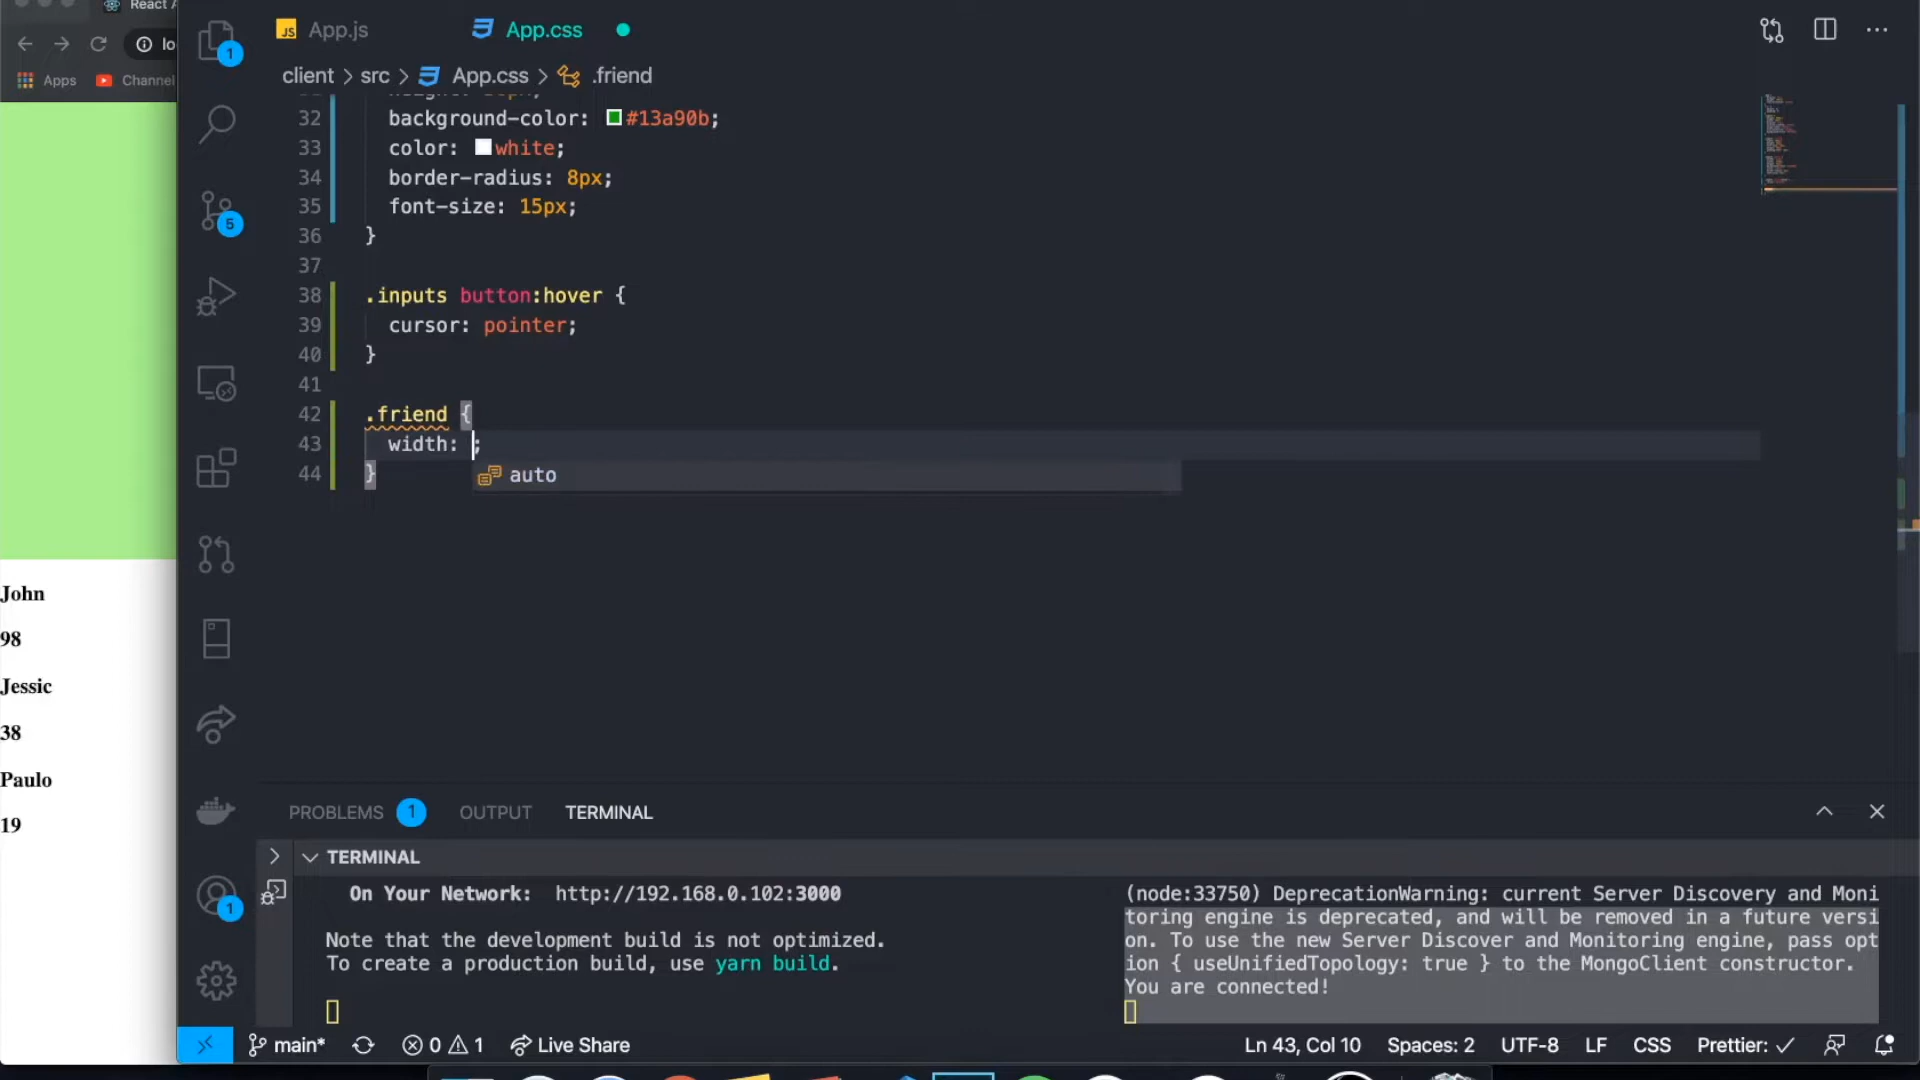 React A
lo
Apps
Channel
John
98
Jessic
38
Paulo
19
1
5
1
JS App.js
App.css
client > src > App.css > .friend
32 background-color: #13a90b;
33 color: white;
34 border-radius: 8px;
35 font-size: 15px;
36 }
37
38 .inputs button:hover {
39 cursor: pointer;
40 }
41
42 .friend {
43 width: ;
44 }
auto
PROBLEMS 1 OUTPUT TERMINAL
TERMINAL
On Your Network: http://192.168.0.102:3000
Note that the development build is not optimized.
To create a production build, use yarn build.
(node:33750) DeprecationWarning: current Server Discovery and Moni
toring engine is deprecated, and will be removed in a future versi
on. To use the new Server Discover and Monitoring engine, pass opt
ion { useUnifiedTopology: true } to the MongoClient constructor.
You are connected!
main* 0 1 Live Share
Ln 43, Col 10 Spaces: 2 UTF-8 LF CSS Prettier: ✓